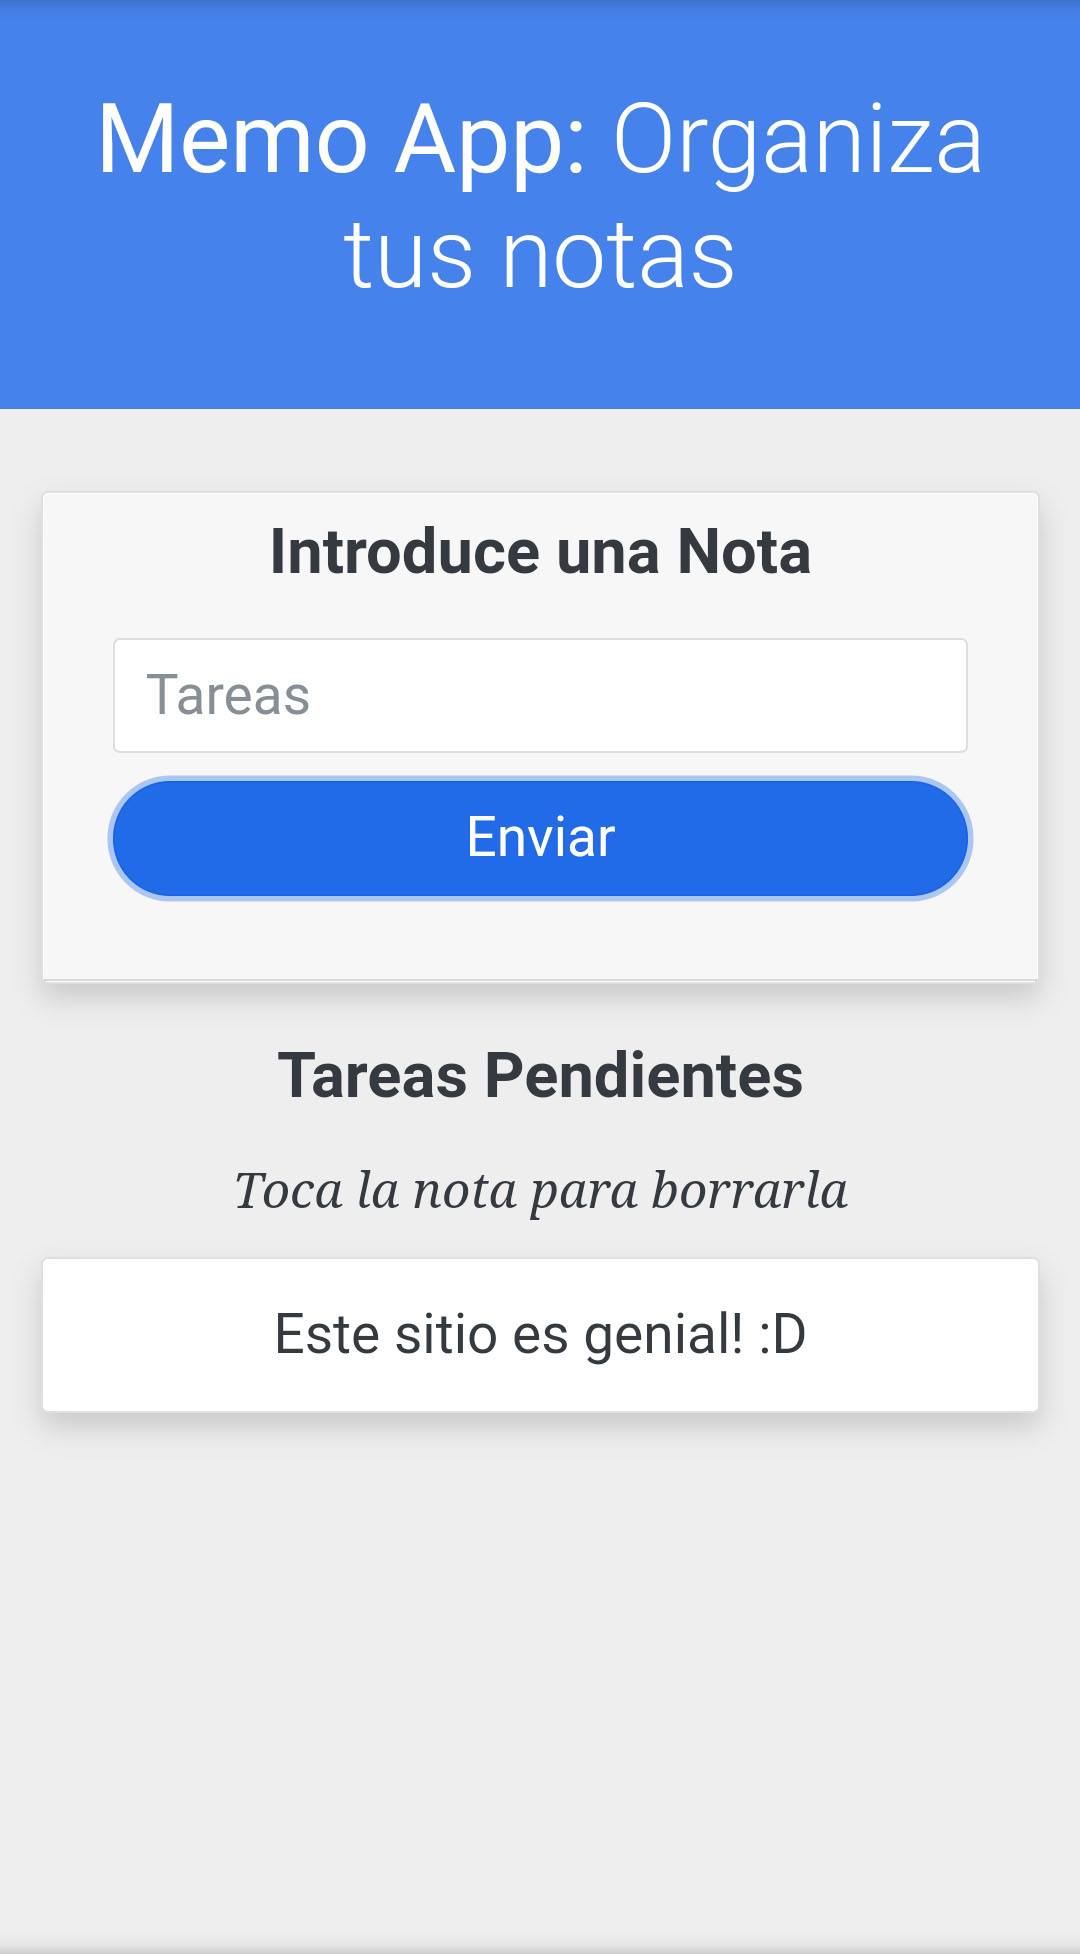 Memo App: Organiza
tus notas
Introduce una Nota
Tareas
Enviar
Tareas Pendientes
Toca la nota para borrarla
Este sitio es genial! :D